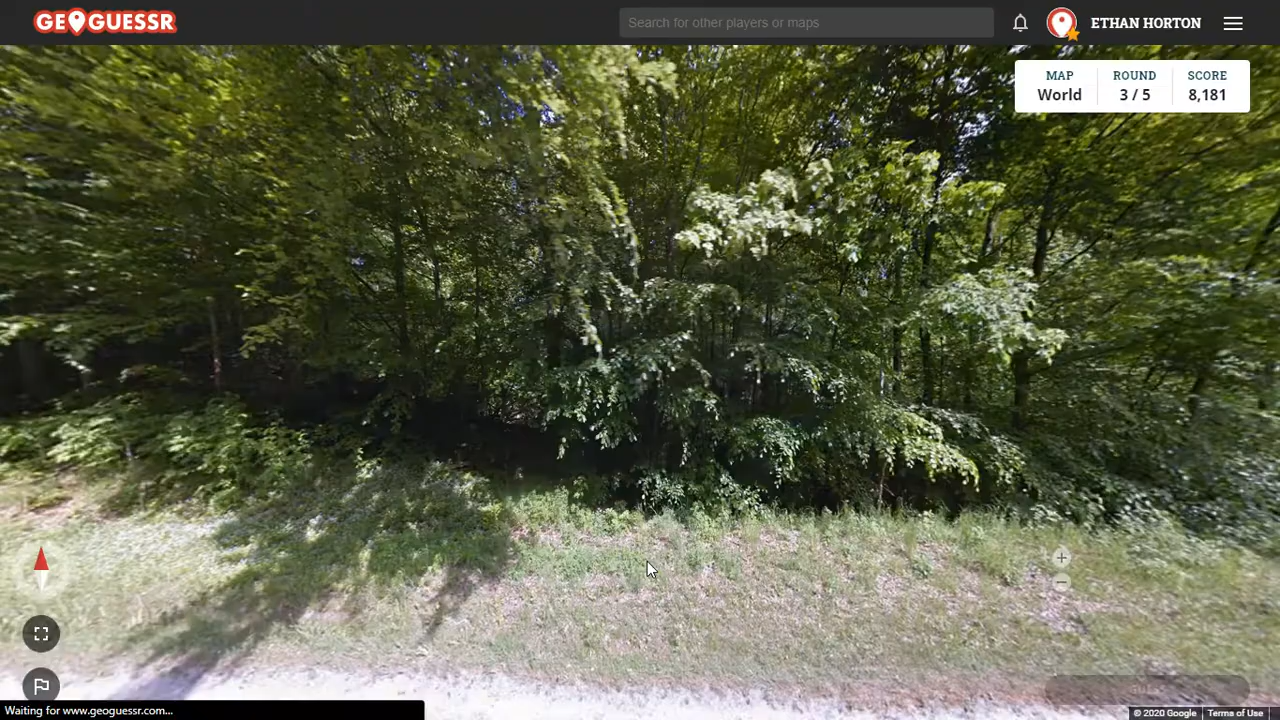 GEOGUESSR
Search for other players or maps
ETHAN HORTON
MAP ROUND SCORE
World 3 / 5 8,181
Waiting for www.geoguessr.com...
© 2020 Google Terms of Use